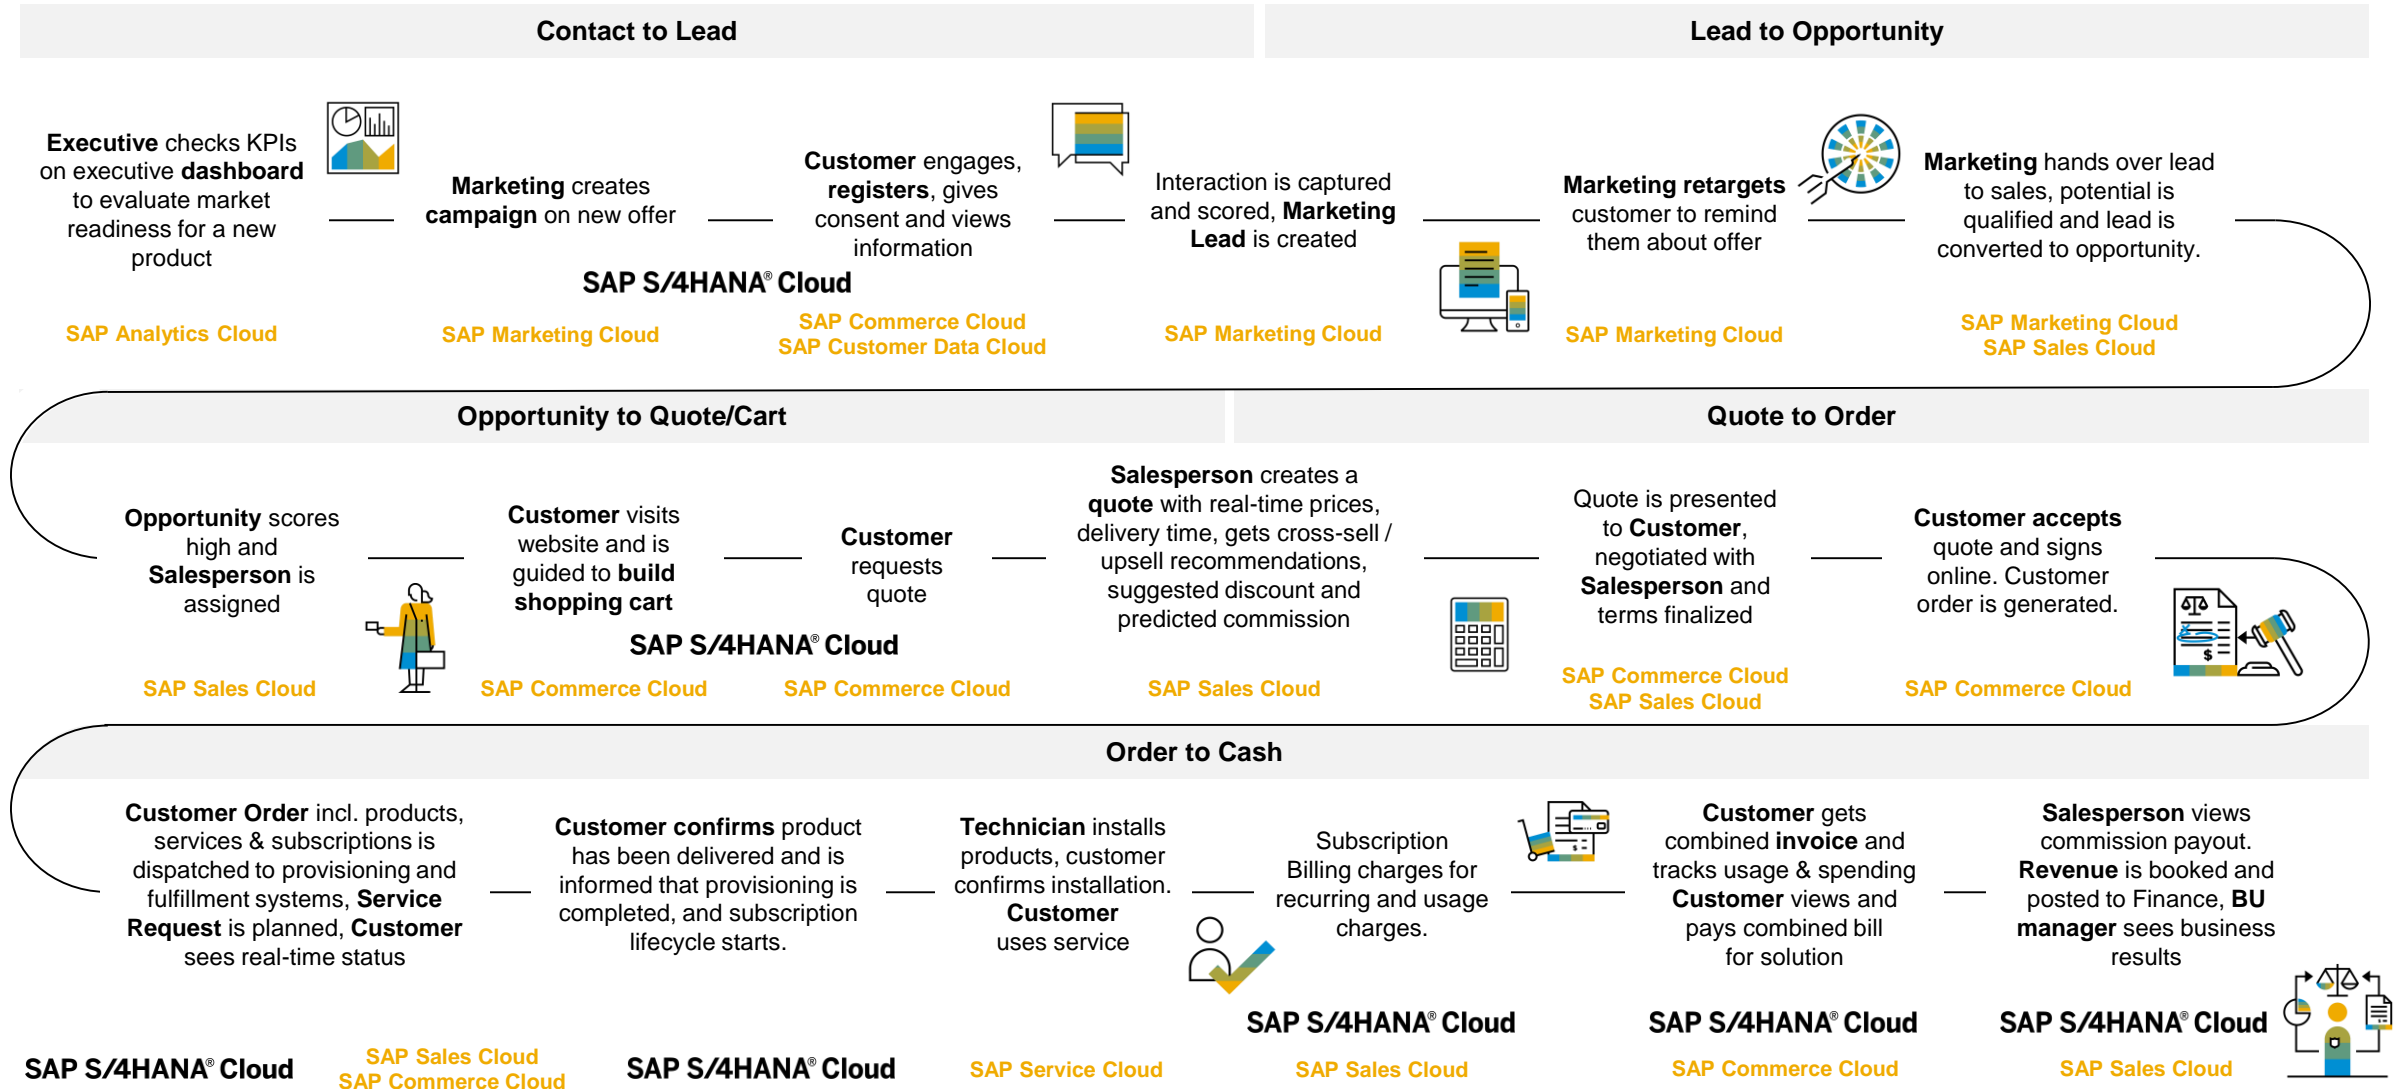 Contact to Lead
Lead to Opportunity
Executive checks KPIs
on executive dashboard
to evaluate market
readiness for a new
product
SAP Analytics Cloud
Marketing creates
campaign on new offer
SAP Marketing Cloud
Customer engages,
registers, gives
consent and views
information
SAP S/4HANA® Cloud
SAP Commerce Cloud
SAP Customer Data Cloud
Interaction is captured
and scored, Marketing
Lead is created
SAP Marketing Cloud
Marketing retargets
customer to remind
them about offer
SAP Marketing Cloud
Marketing hands over lead
to sales, potential is
qualified and lead is
converted to opportunity.
SAP Marketing Cloud
SAP Sales Cloud
Opportunity to Quote/Cart
Quote to Order
Opportunity scores
high and
Salesperson is
assigned
SAP Sales Cloud
Customer visits
website and is
guided to build
shopping cart
SAP S/4HANA® Cloud
SAP Commerce Cloud
Customer
requests
quote
SAP Commerce Cloud
Salesperson creates a
quote with real-time prices,
delivery time, gets cross-sell /
upsell recommendations,
suggested discount and
predicted commission
SAP Sales Cloud
Quote is presented
to Customer,
negotiated with
Salesperson and
terms finalized
SAP Commerce Cloud
SAP Sales Cloud
Customer accepts
quote and signs
online. Customer
order is generated.
SAP Commerce Cloud
$
Order to Cash
Customer Order incl. products,
services & subscriptions is
dispatched to provisioning and
fulfillment systems, Service
Request is planned, Customer
sees real-time status
SAP S/4HANA® Cloud
SAP Sales Cloud
SAP Commerce Cloud
Customer confirms product
has been delivered and is
informed that provisioning is
completed, and subscription
lifecycle starts.
SAP S/4HANA® Cloud
Technician installs
products, customer
confirms installation.
Customer
uses service
SAP Service Cloud
Subscription
Billing charges for
recurring and usage
charges.
SAP S/4HANA® Cloud
SAP Sales Cloud
$
Customer gets
combined invoice and
tracks usage & spending
Customer views and
pays combined bill
for solution
SAP S/4HANA® Cloud
SAP Commerce Cloud
Salesperson views
commission payout.
Revenue is booked and
posted to Finance, BU
manager sees business
results
SAP S/4HANA® Cloud
SAP Sales Cloud